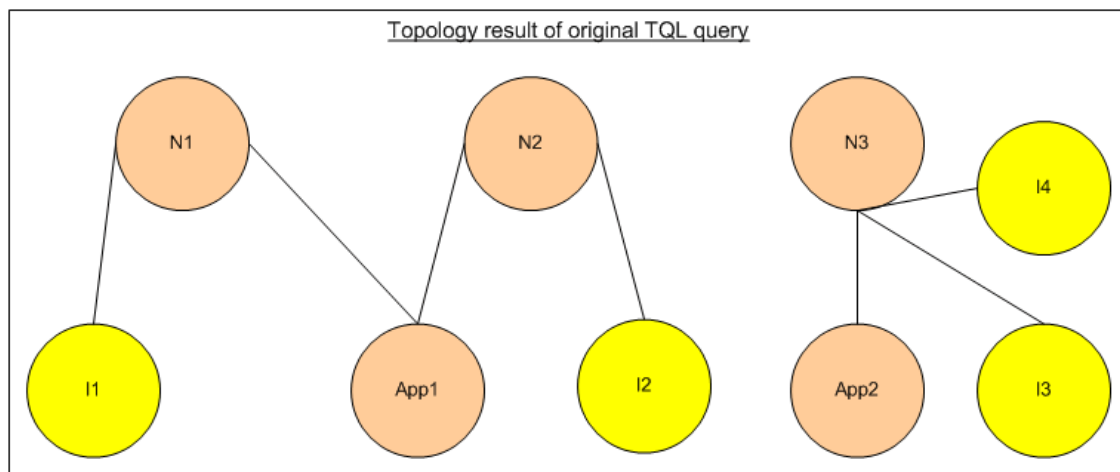 Topology result of original TQL query
N1
N2
N3
I4
I1
App1
I2
App2
I3